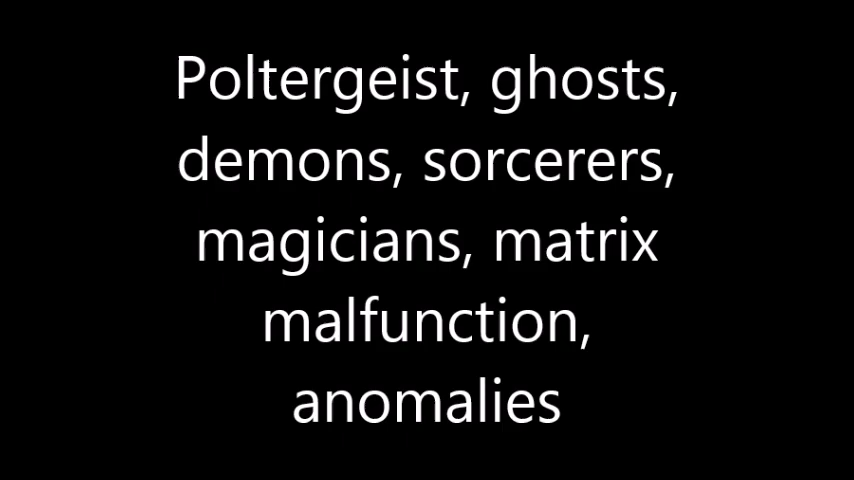 Poltergeist, ghosts,
demons, sorcerers,
magicians, matrix
malfunction,
anomalies